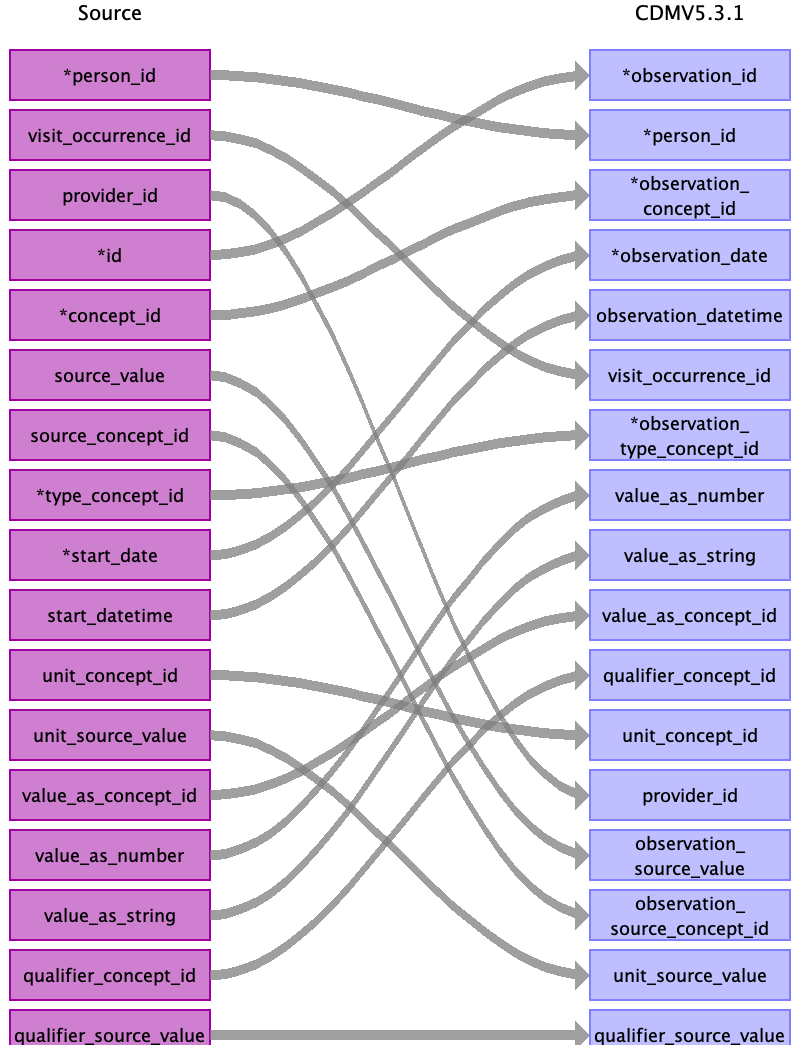 Source
CDMV5.3.1
*person_id
*observation_id
visit_occurrence_id
*person_id
provider_id
*observation_
concept_id
*id
*observation_date
*concept_id
observation_datetime
source_value
visit_occurrence_id
source_concept_id
*observation_
type_concept_id
*type_concept_id
value_as_number
*start_date
value_as_string
start_datetime
value_as_concept_id
unit_concept_id
qualifier_concept_id
unit_source_value
unit_concept_id
value_as_concept_id
provider_id
value_as_number
observation_
source_value
value_as_string
observation_
source_concept_id
qualifier_concept_id
unit_source_value
qualifier_source_value
qualifier_source_value